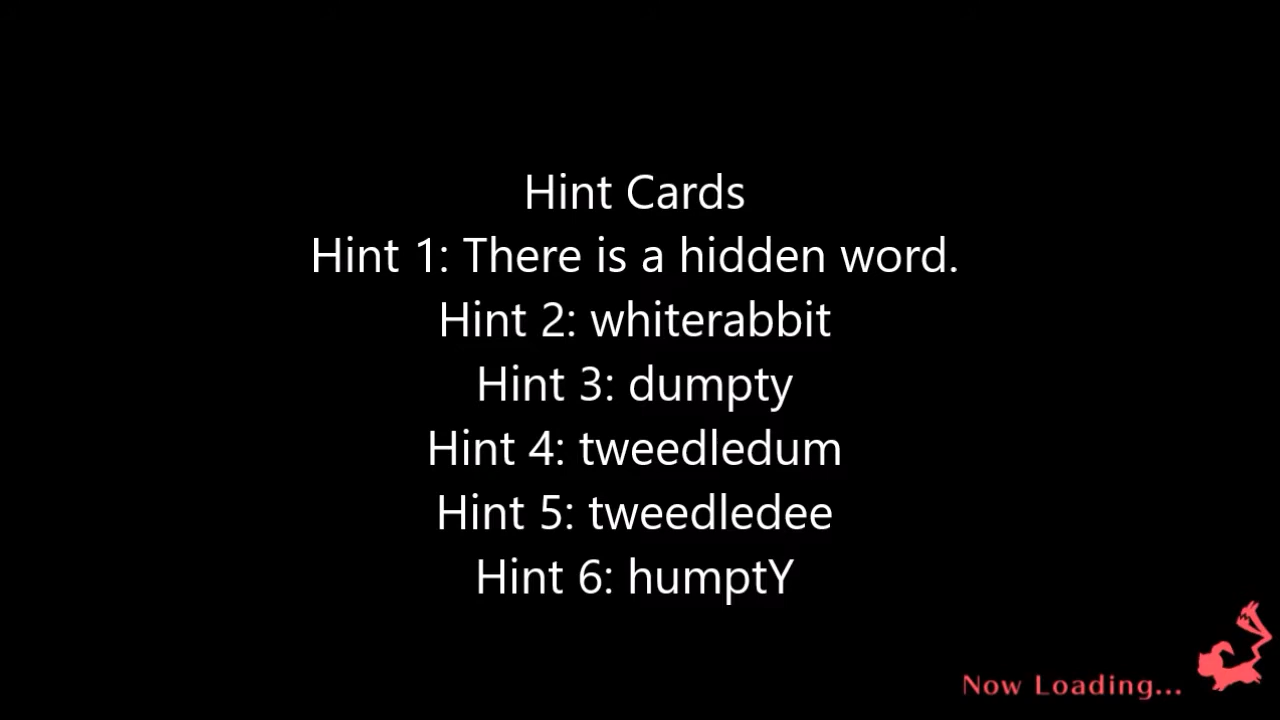 Hint Cards
Hint 1: There is a hidden word.
Hint 2: whiterabbit
Hint 3: dumpty
Hint 4: tweedledum
Hint 5: tweedledee
Hint 6: humptY
Now Loading...